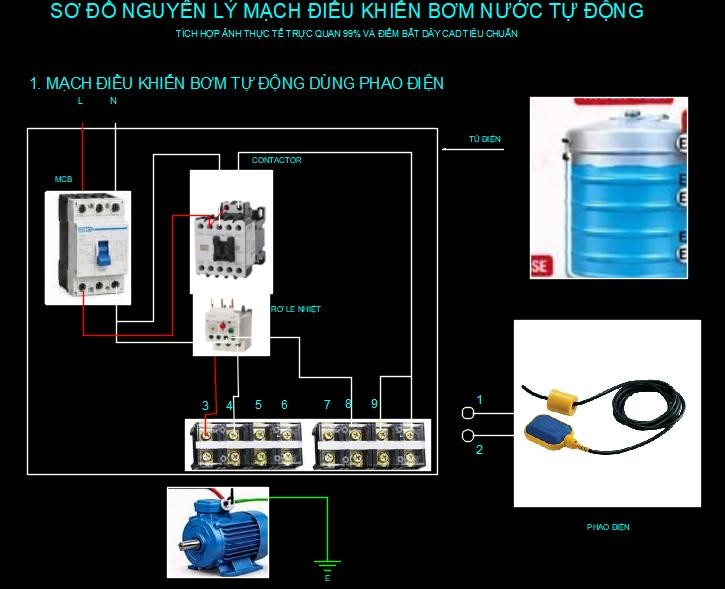 SƠ ĐỒ NGUYÊN LÝ MẠCH ĐIỀU KHIỂN BƠM NƯỚC TỰ ĐỘNG
TÍCH HỢP ẢNH THỰC TẾ TRỰC QUAN 99% VÀ ĐIỂM BẮT DÂY CAD TIÊU CHUẨN
1. MẠCH ĐIỀU KHIỂN BƠM TỰ ĐỘNG DÙNG PHAO ĐIỆN
L N
TỦ ĐIỆN
CONTACTOR
MCB
SE
RƠ LE NHIỆT
1
3 4 5 6 7 8 9
2
PHAO ĐIỆN
E